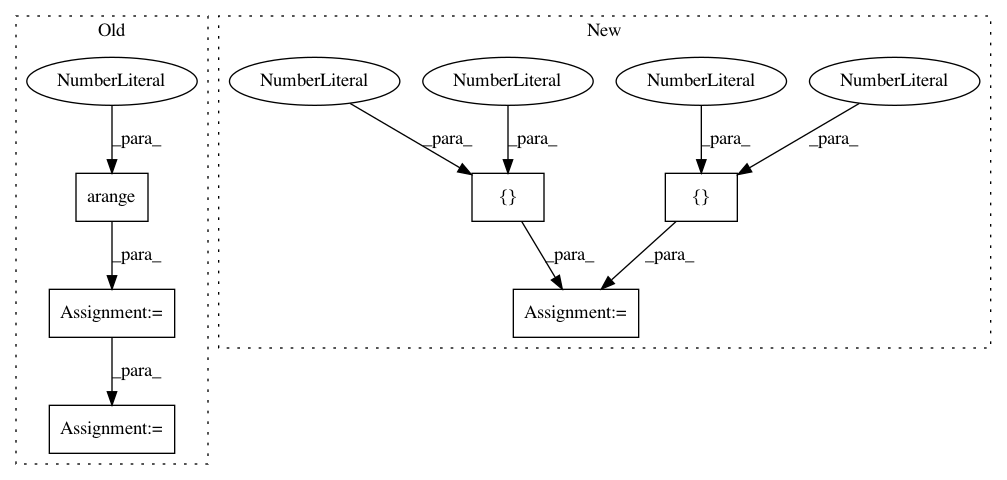 Old
New
NumberLiteral
NumberLiteral
NumberLiteral
NumberLiteral
NumberLiteral
_para_
_para_
_para_
_para_
_para_
arange
{}
{}
_para_
_para_
_para_
Assignment:=
Assignment:=
_para_
Assignment:=